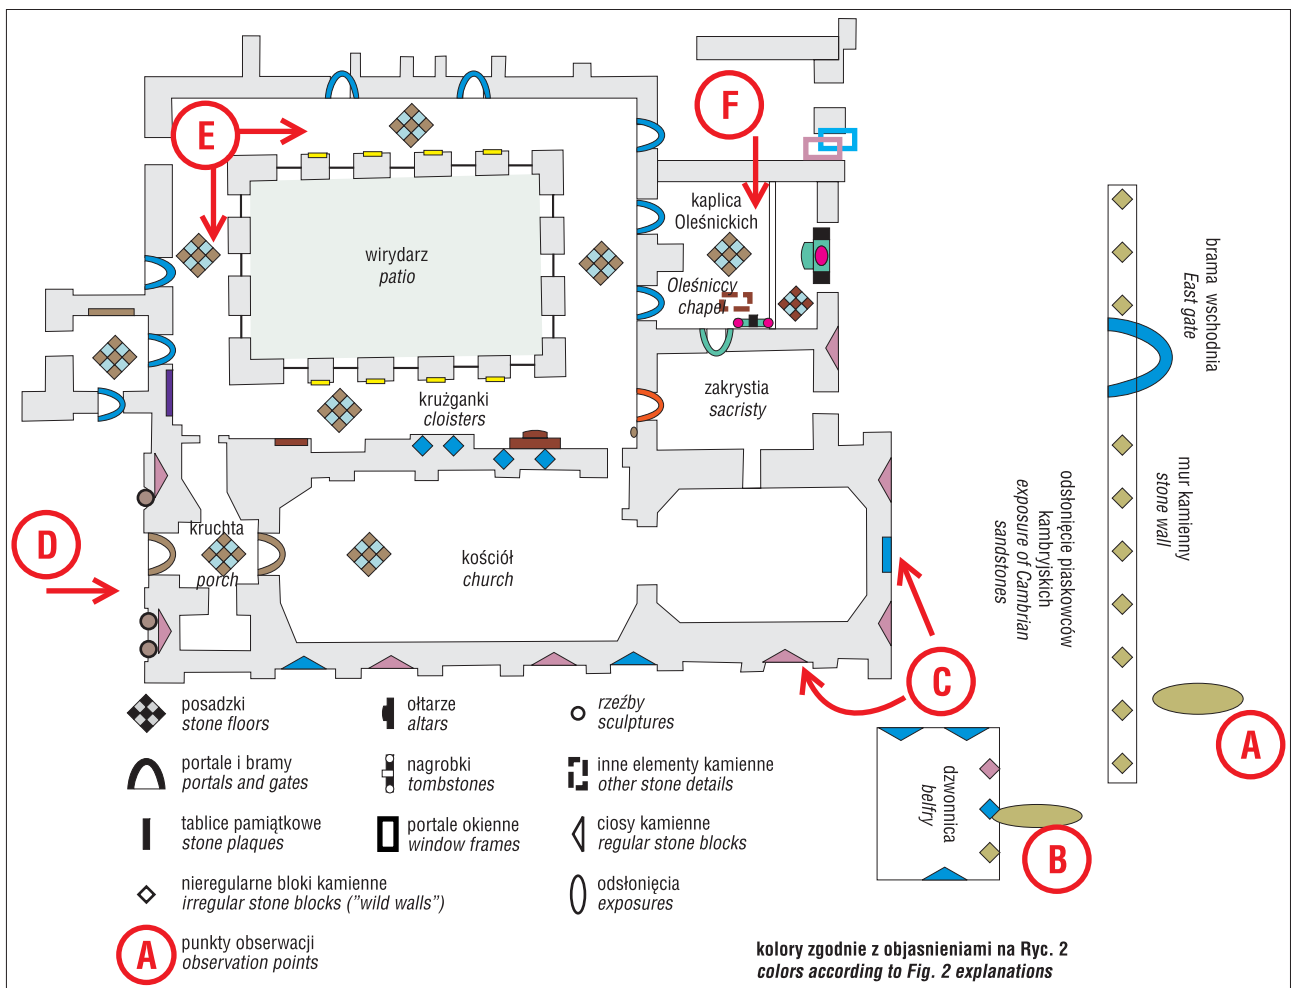 E
F
kaplica
Oleśnickich
Oleśniccy
chapel
wirydarz
patio
brama wschodnia
East gate
krużganki
cloisters
zakrystia
sacristy
mur kamienny
stone wall
odsłonięcie piaskowców
kambryjskich
exposure of Cambrian
sandstones
D
kruchta
porch
kościół
church
C
A
dzwonnica
belfry
B
posadzki
stone floors
ołtarze
altars
rzeźby
sculptures
portale i bramy
portals and gates
nagrobki
tombstones
inne elementy kamienne
other stone details
tablice pamiątkowe
stone plaques
portale okienne
window frames
ciosy kamienne
regular stone blocks
nieregularne bloki kamienne
irregular stone blocks ("wild walls")
odsłonięcia
exposures
A
punkty obserwacji
observation points
kolory zgodnie z objasnieniami na Ryc. 2
colors according to Fig. 2 explanations